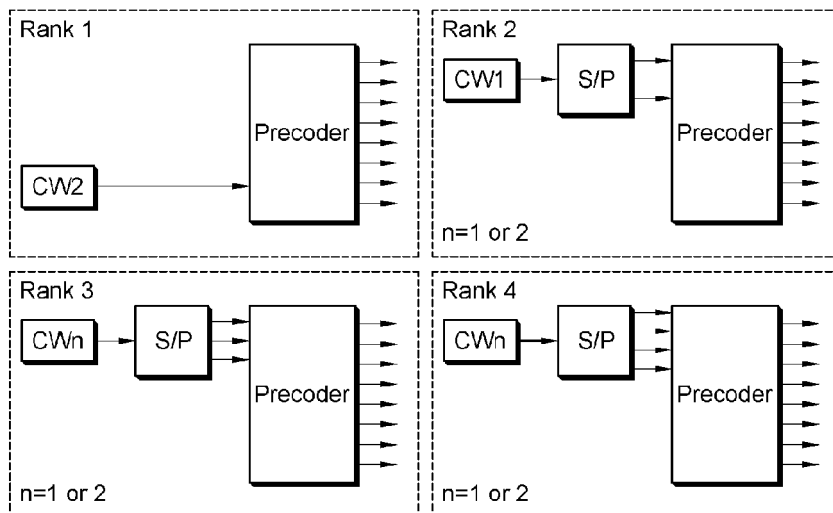 Rank 1
CW2
Precoder
Rank 2
CW1
S/P
Precoder
n=1 or 2
Rank 3
CWn
S/P
Precoder
n=1 or 2
Rank 4
CWn
S/P
Precoder
n=1 or 2